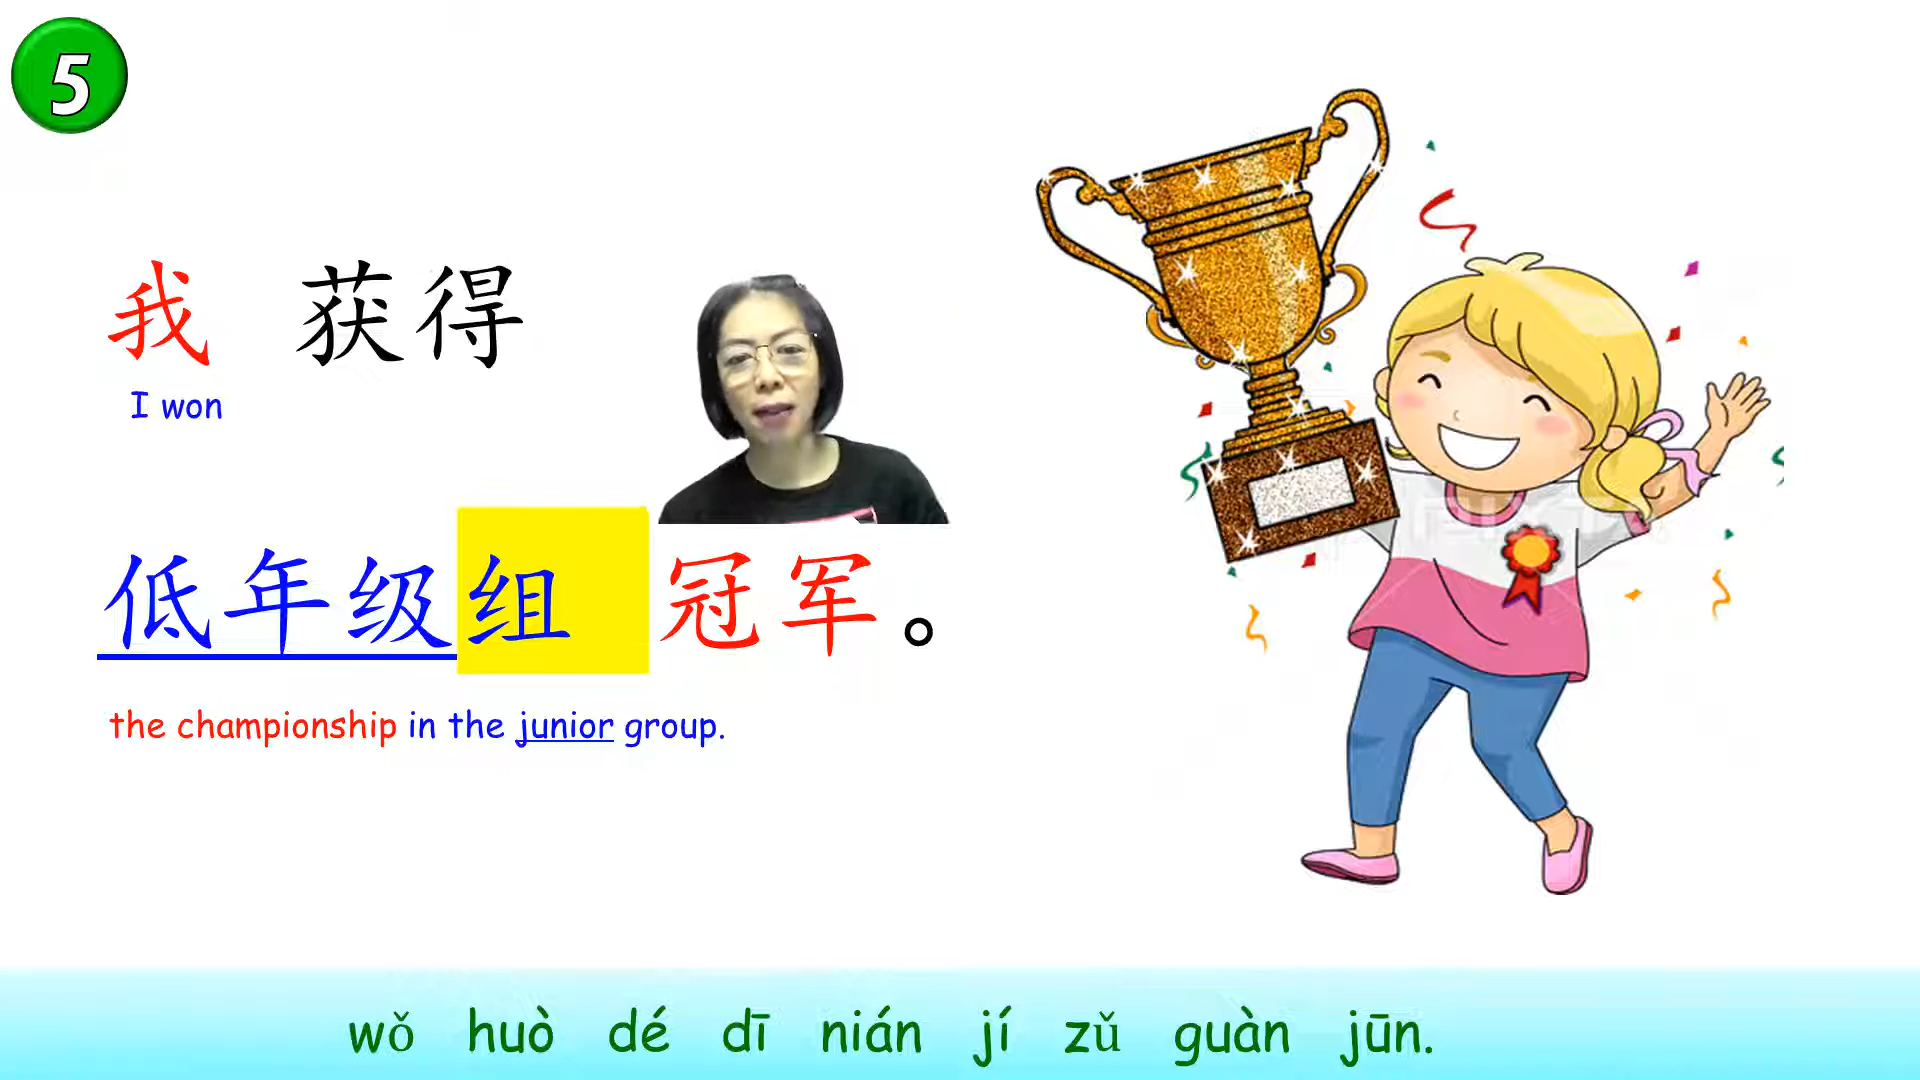 5
我 获得
I won
低年级组 冠军。
the championship in the junior group.
wǒ huò dé dī nián jí zǔ guàn jūn.